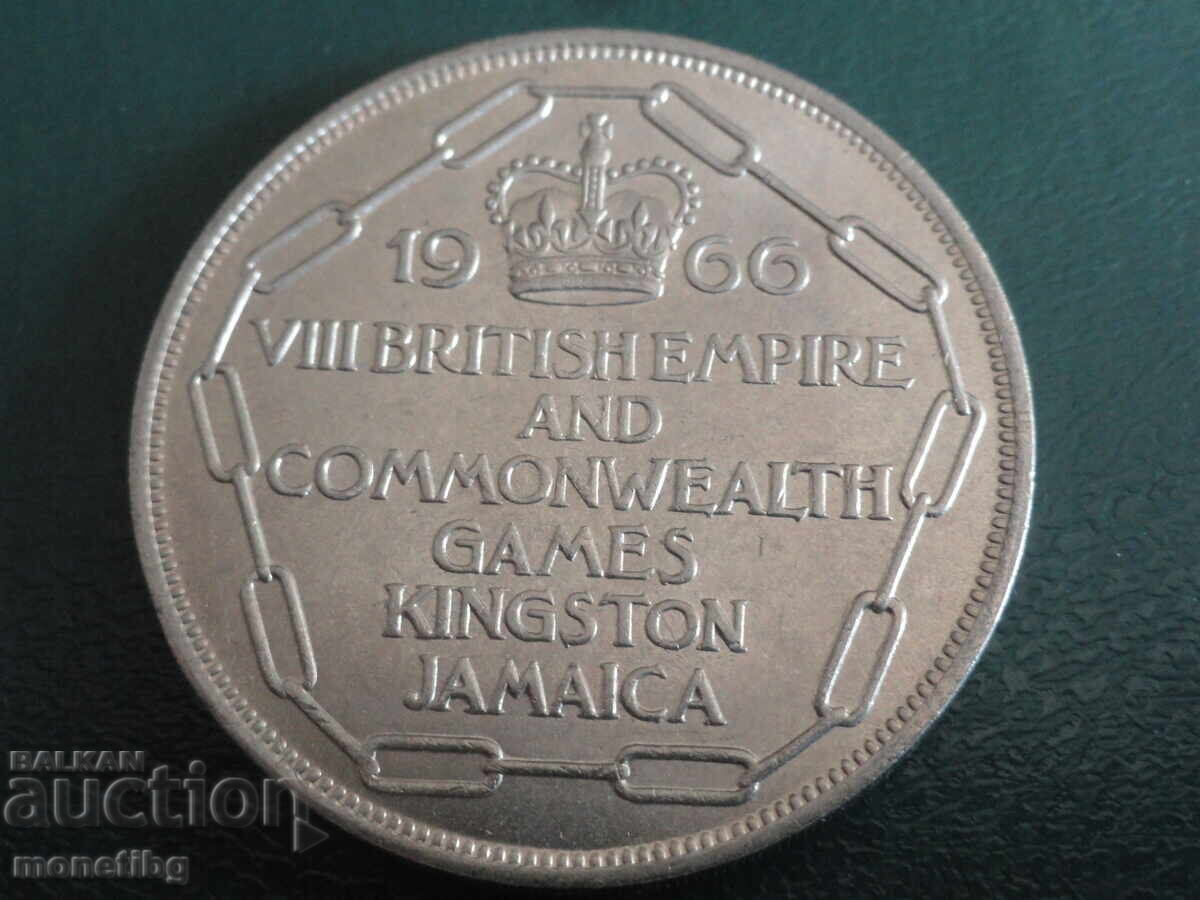 1966
VIII BRITISH EMPIRE
AND
COMMONWEALTH
GAMES
KINGSTON
JAMAICA
BALKAN
auction
monetibg